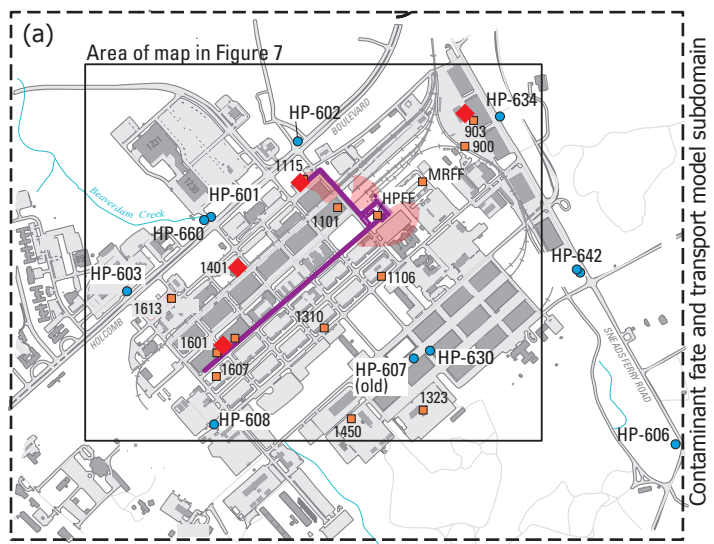 (a)
Area of map in Figure 7
HP-602
BOULEVARD
HP-634
903
900
1231
1230
1115
MRFF
HPFF
Beaverdam Creek
HP-601
1101
HP-660
HP-642
1401
HP-603
1106
1613
HOLCOMB
1310
1601
SNEADS FERRY ROAD
1607
HP-607
(old)
HP-630
1323
HP-608
1450
HP-606
Contaminant fate and transport model subdomain